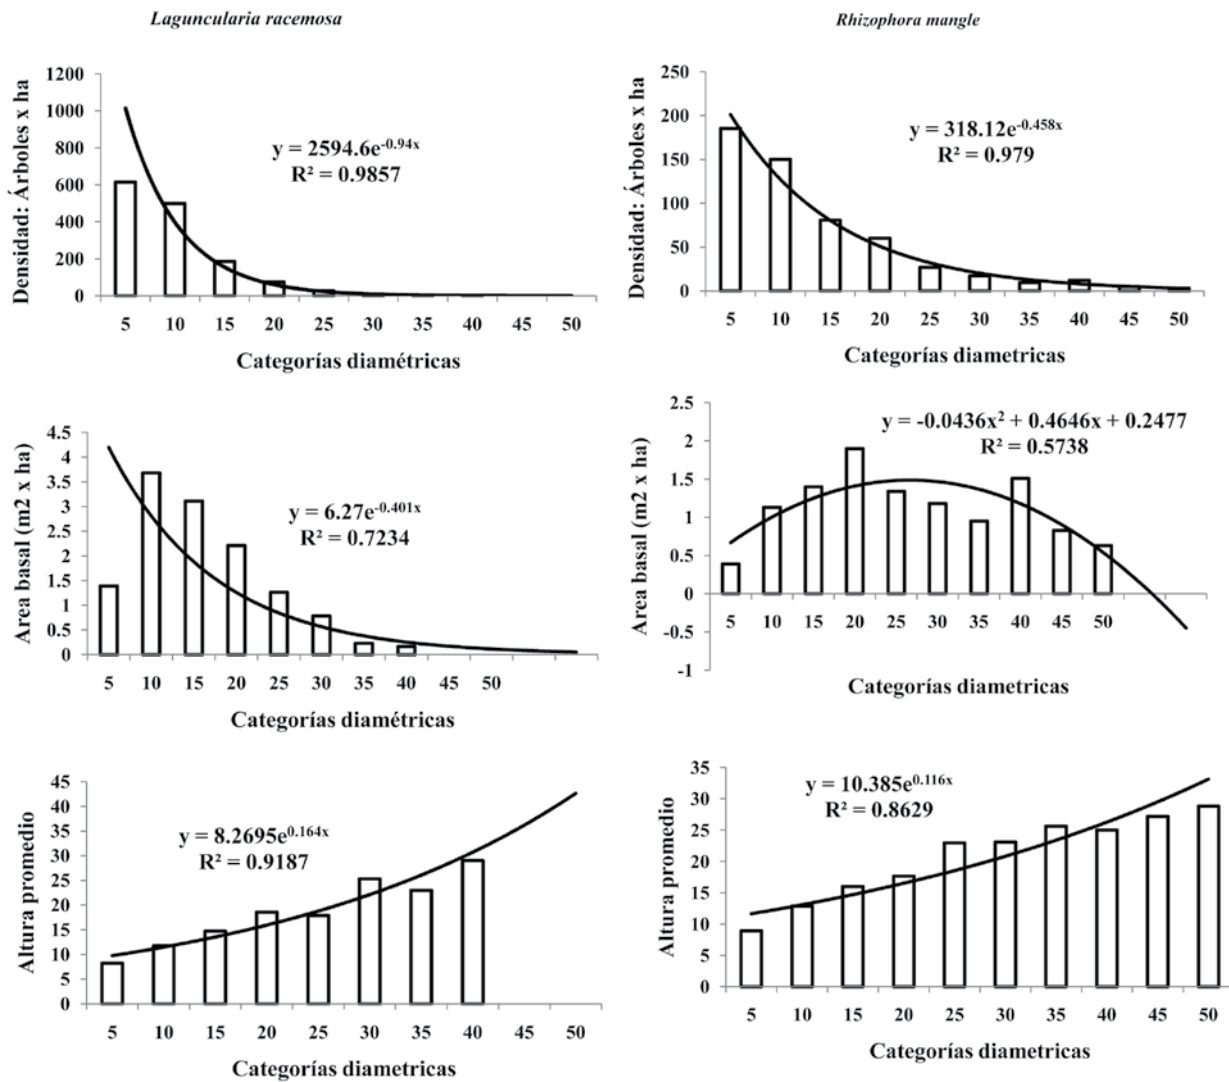 Laguncularia racemosa
Rhizophora mangle
Densidad: Árboles x ha
1200
1000
800
600
400
200
0
y = 2594.6e^-0.94x
R² = 0.9857
5 10 15 20 25 30 35 40 45 50
Categorías diamétricas
Densidad: Árboles x ha
250
200
150
100
50
0
y = 318.12e^-0.458x
R² = 0.979
5 10 15 20 25 30 35 40 45 50
Categorías diametricas
Area basal (m2 x ha)
4.5
4
3.5
3
2.5
2
1.5
1
0.5
0
y = 6.27e^-0.401x
R² = 0.7234
5 10 15 20 25 30 35 40 45 50
Categorías diamétricas
Area basal (m2 x ha)
2.5
2
1.5
1
0.5
0
-0.5
-1
y = -0.0436x² + 0.4646x + 0.2477
R² = 0.5738
5 10 15 20 25 30 35 40 45 50
Categorías diametricas
Altura promedio
45
40
35
30
25
20
15
10
5
0
y = 8.2695e^0.164x
R² = 0.9187
5 10 15 20 25 30 35 40 45 50
Categorías diametricas
Altura promedio
35
30
25
20
15
10
5
0
y = 10.385e^0.116x
R² = 0.8629
5 10 15 20 25 30 35 40 45 50
Categorías diametricas